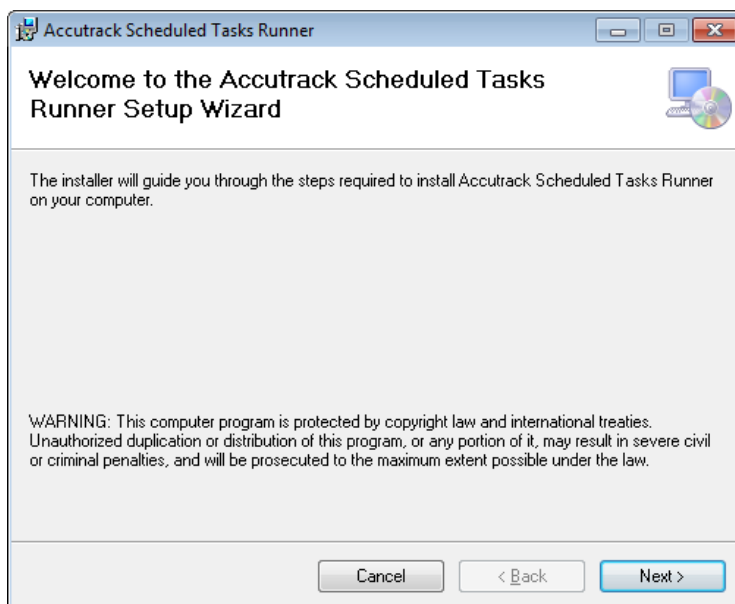 Accutrack Scheduled Tasks Runner
Welcome to the Accutrack Scheduled Tasks
Runner Setup Wizard
The installer will guide you through the steps required to install Accutrack Scheduled Tasks Runner
on your computer.
WARNING: This computer program is protected by copyright law and international treaties.
Unauthorized duplication or distribution of this program, or any portion of it, may result in severe civil
or criminal penalties, and will be prosecuted to the maximum extent possible under the law.
Cancel < Back Next >